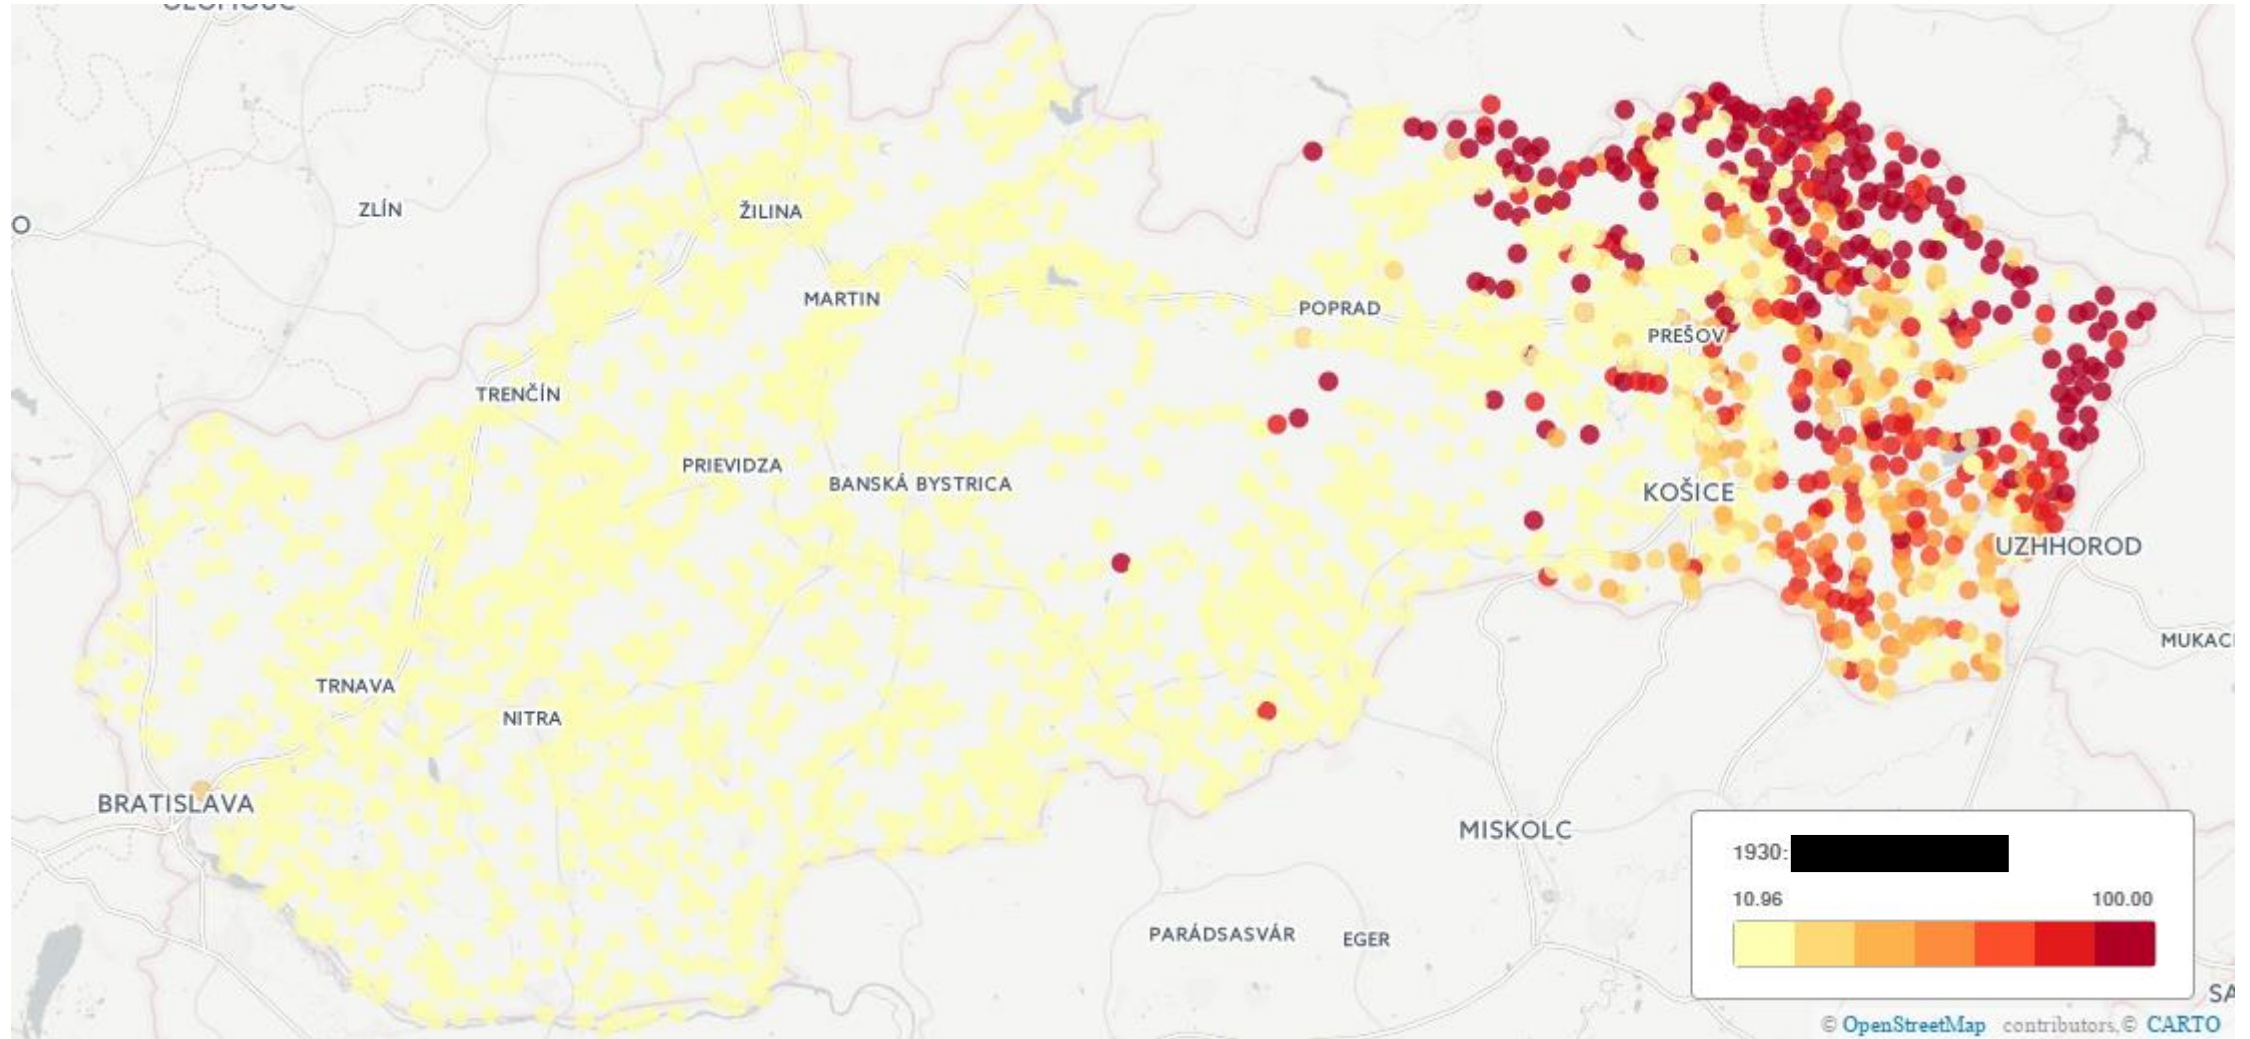 ZLÍN
ŽILINA
MARTIN
POPRAD
PREŠOV
TRENČÍN
PRIEVIDZA
BANSKÁ BYSTRICA
KOŠICE
UZHHOROD
MUKAC
TRNAVA
NITRA
BRATISLAVA
MISKOLC
PARÁDSASVÁR
EGER
SA
1930:
10.96 100.00
© OpenStreetMap contributors,© CARTO